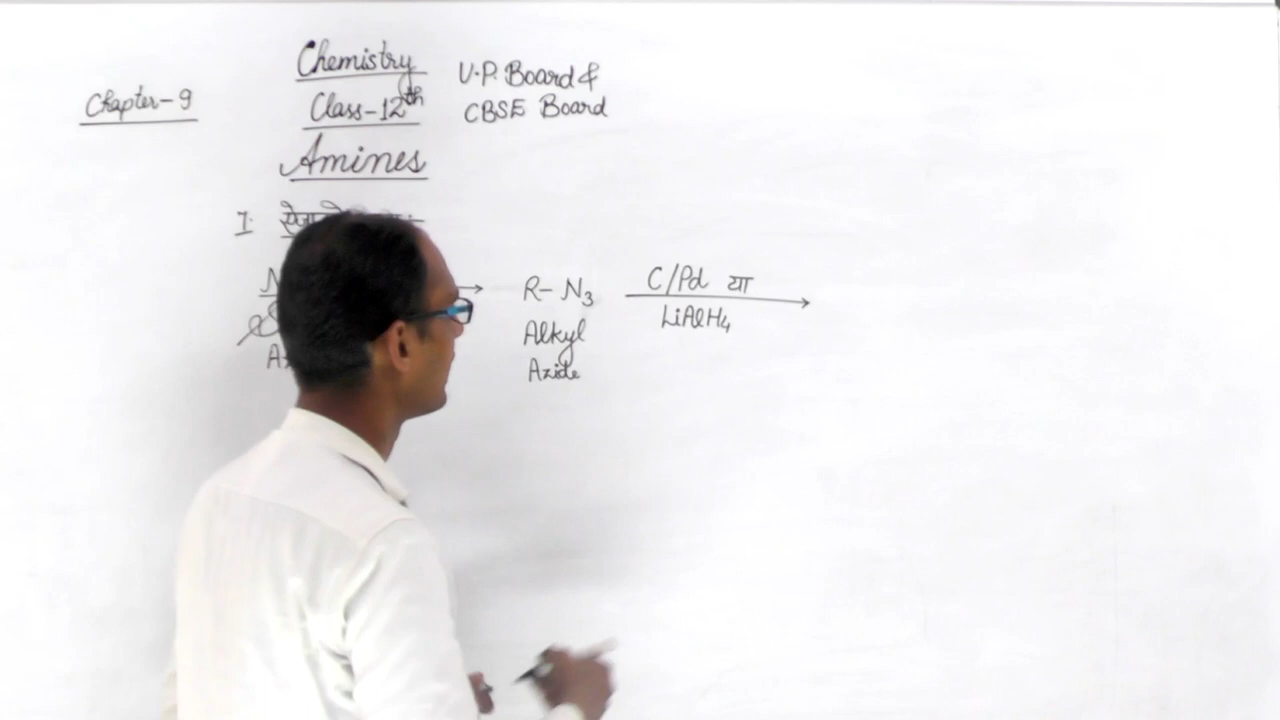 Chemistry
U.P. Board &
Chapter-9
Class-12th
CBSE Board
Amines
I.
R-N3
C/Pd या
LiAlH4
Alkyl
Azide